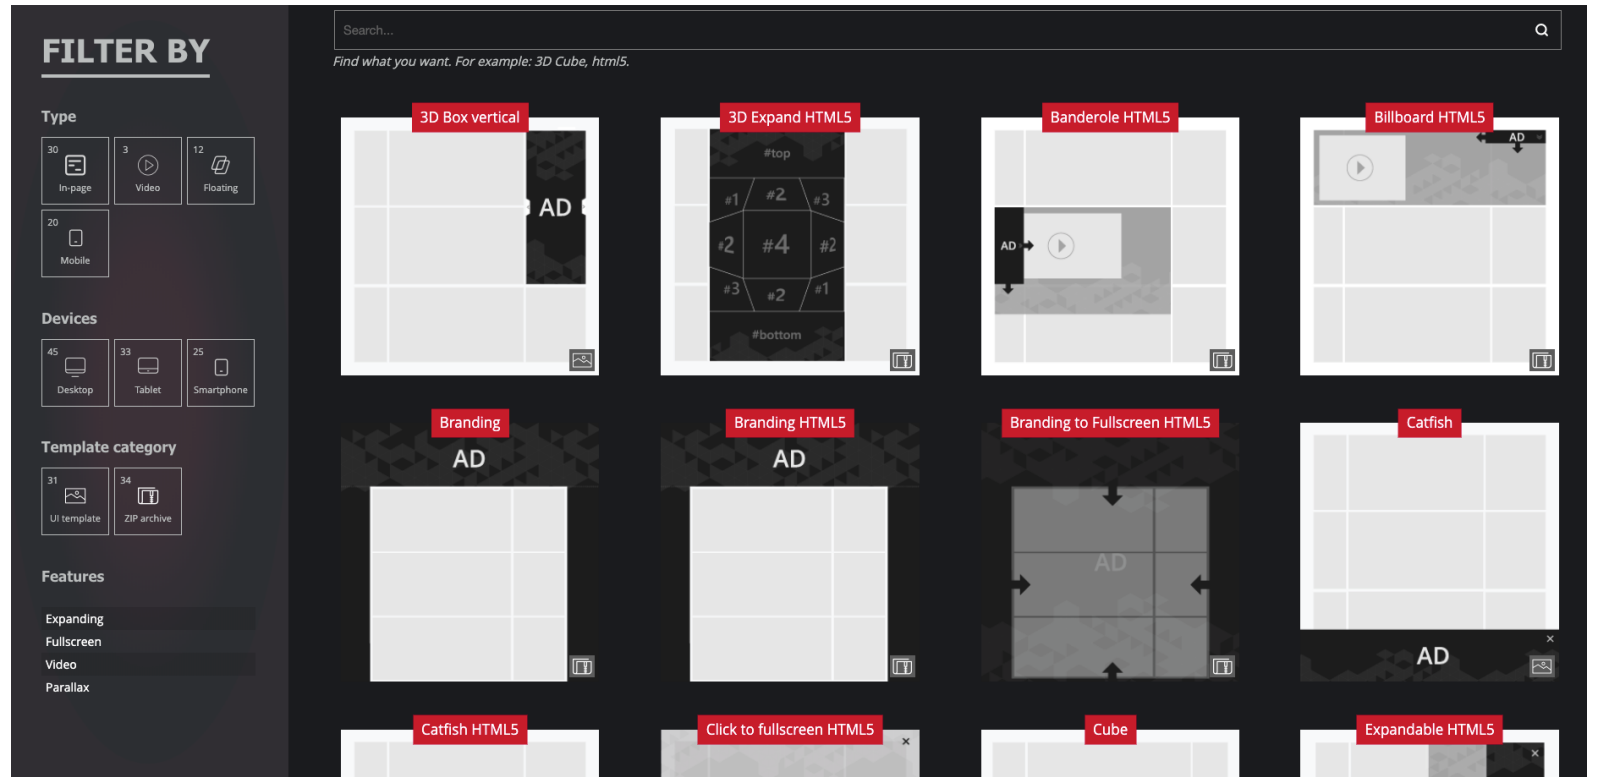 FILTER BY
Type
30
In-page
3
Video
12
Floating
20
Mobile
Devices
45
Desktop
33
Tablet
25
Smartphone
Template category
31
UI template
34
ZIP archive
Features
Expanding
Fullscreen
Video
Parallax
Search...
Find what you want. For example: 3D Cube, html5.
3D Box vertical
AD
3D Expand HTML5
#top
#1 #2 #3
#2 #4 #2
#3 #2 #1
#bottom
Banderole HTML5
AD
Billboard HTML5
AD
Branding
AD
Branding HTML5
AD
Branding to Fullscreen HTML5
AD
Catfish
AD
Catfish HTML5
Click to fullscreen HTML5
Cube
Expandable HTML5